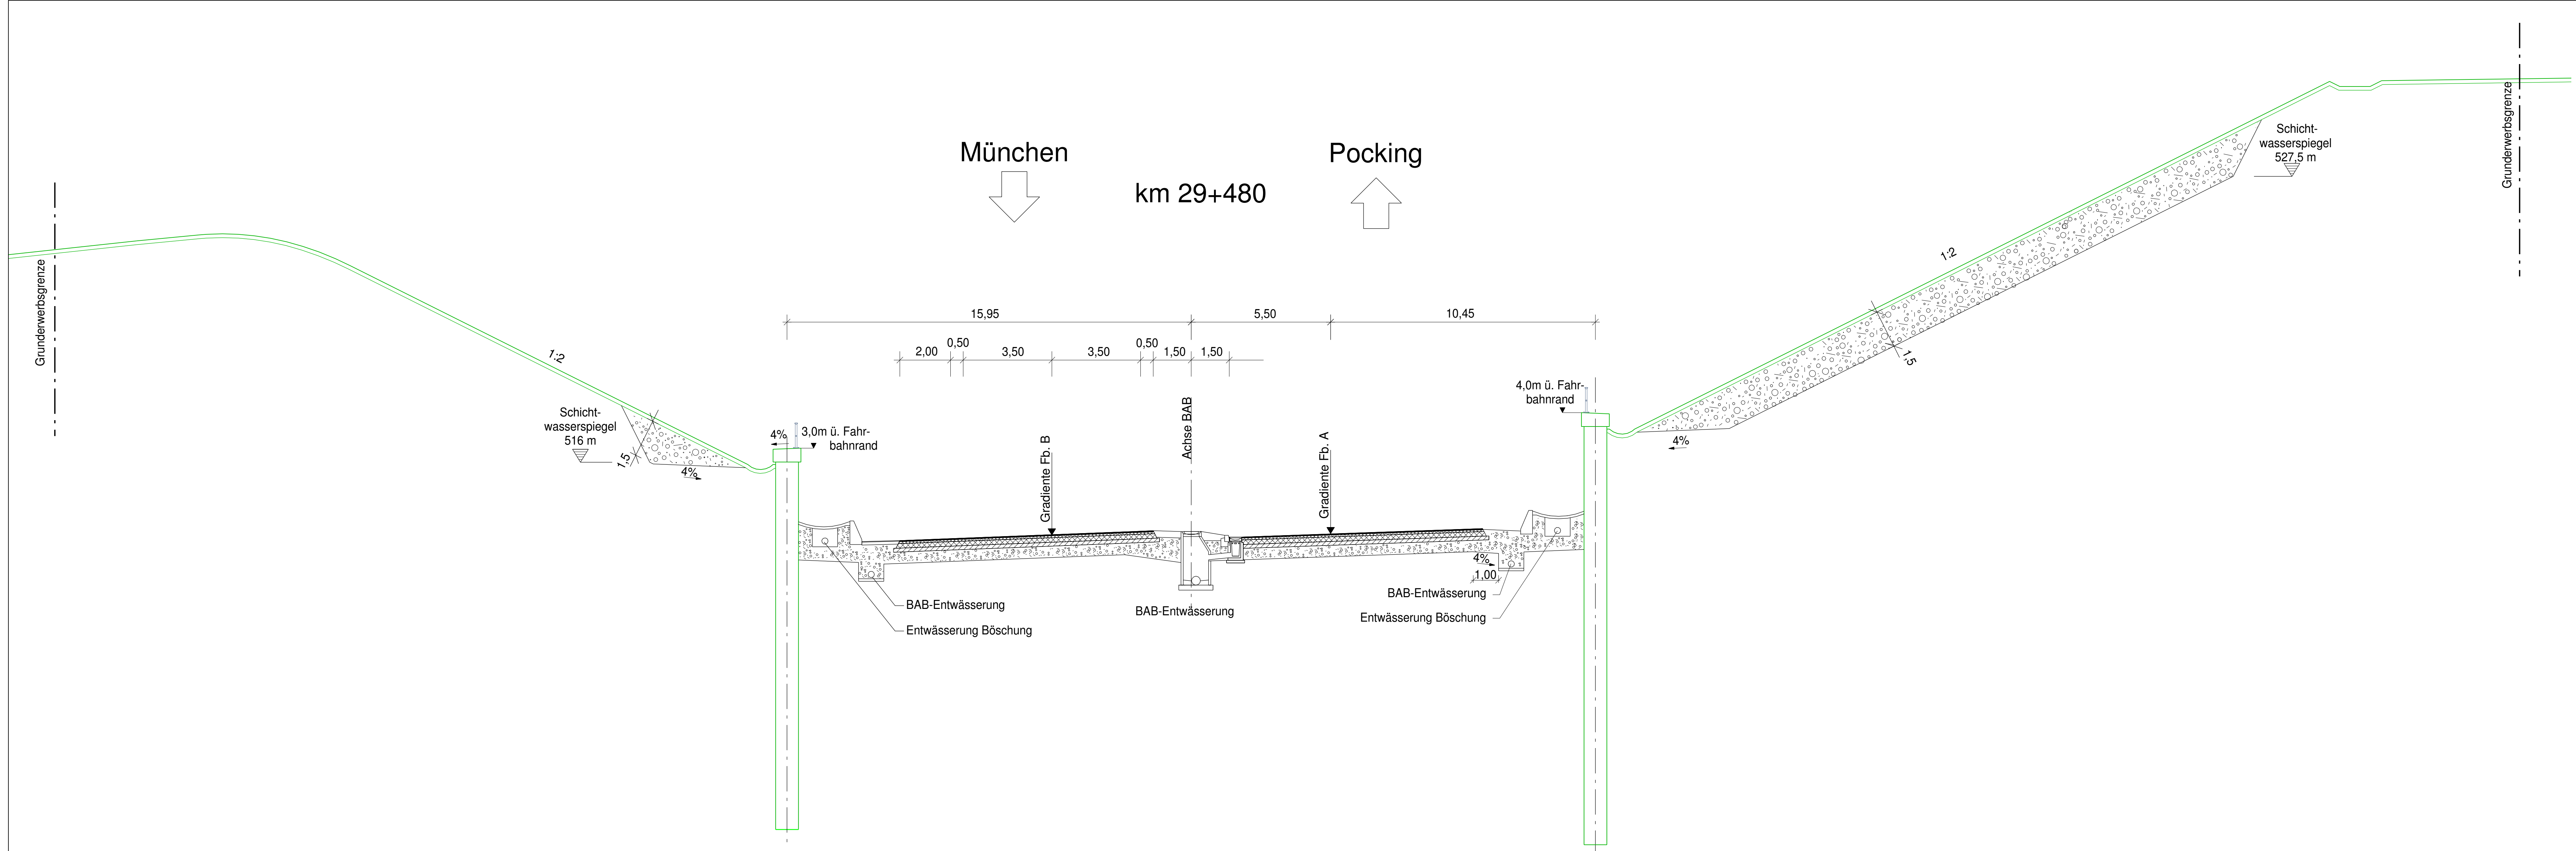 München
Pocking
km 29+480
Grunderwerbsgrenze
Grunderwerbsgrenze
Schicht-
wasserspiegel
527,5 m
1:2
1:2
1,5
15,95
5,50
10,45
2,00
0,50
3,50
3,50
0,50
1,50
1,50
Schicht-
wasserspiegel
516 m
1,5
4%
4%
3,0m ü. Fahr-
bahnrand
4,0m ü. Fahr-
bahnrand
4%
Gradiente Fb. B
Achse BAB
Gradiente Fb. A
4%
1,00
BAB-Entwässerung
Entwässerung Böschung
BAB-Entwässerung
BAB-Entwässerung
Entwässerung Böschung